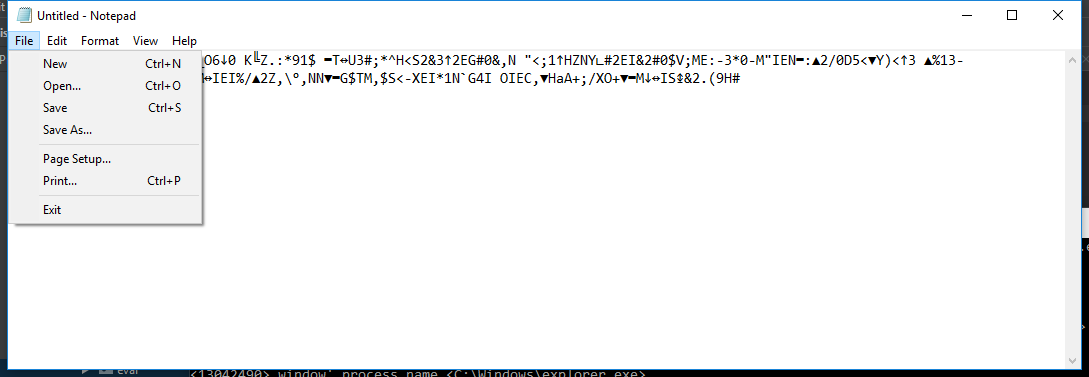 Untitled - Notepad
File Edit Format View Help
New Ctrl+N
Open... Ctrl+O
Save Ctrl+S
Save As...
Page Setup...
Print... Ctrl+P
Exit
O6↓0 K╚Z.:*91$ =T↔U3#;*^H<S2&3↑2EG#0&,N "<;1↑HZNY∟#2EI&2#0$V;ME:-3*0-M"IEN=:▲2/0D5<▼Y)<↑3 ▲%13-
↔IEI%/▲2Z,\°,NN▼=G$TM,$S<-XEI*1N`G4I OIEC,▼HaA+;/XO+▼=M↓↔IS↨&2.(9H#
eval
<13042490> window' process name <C:\Windows\explorer.exe>